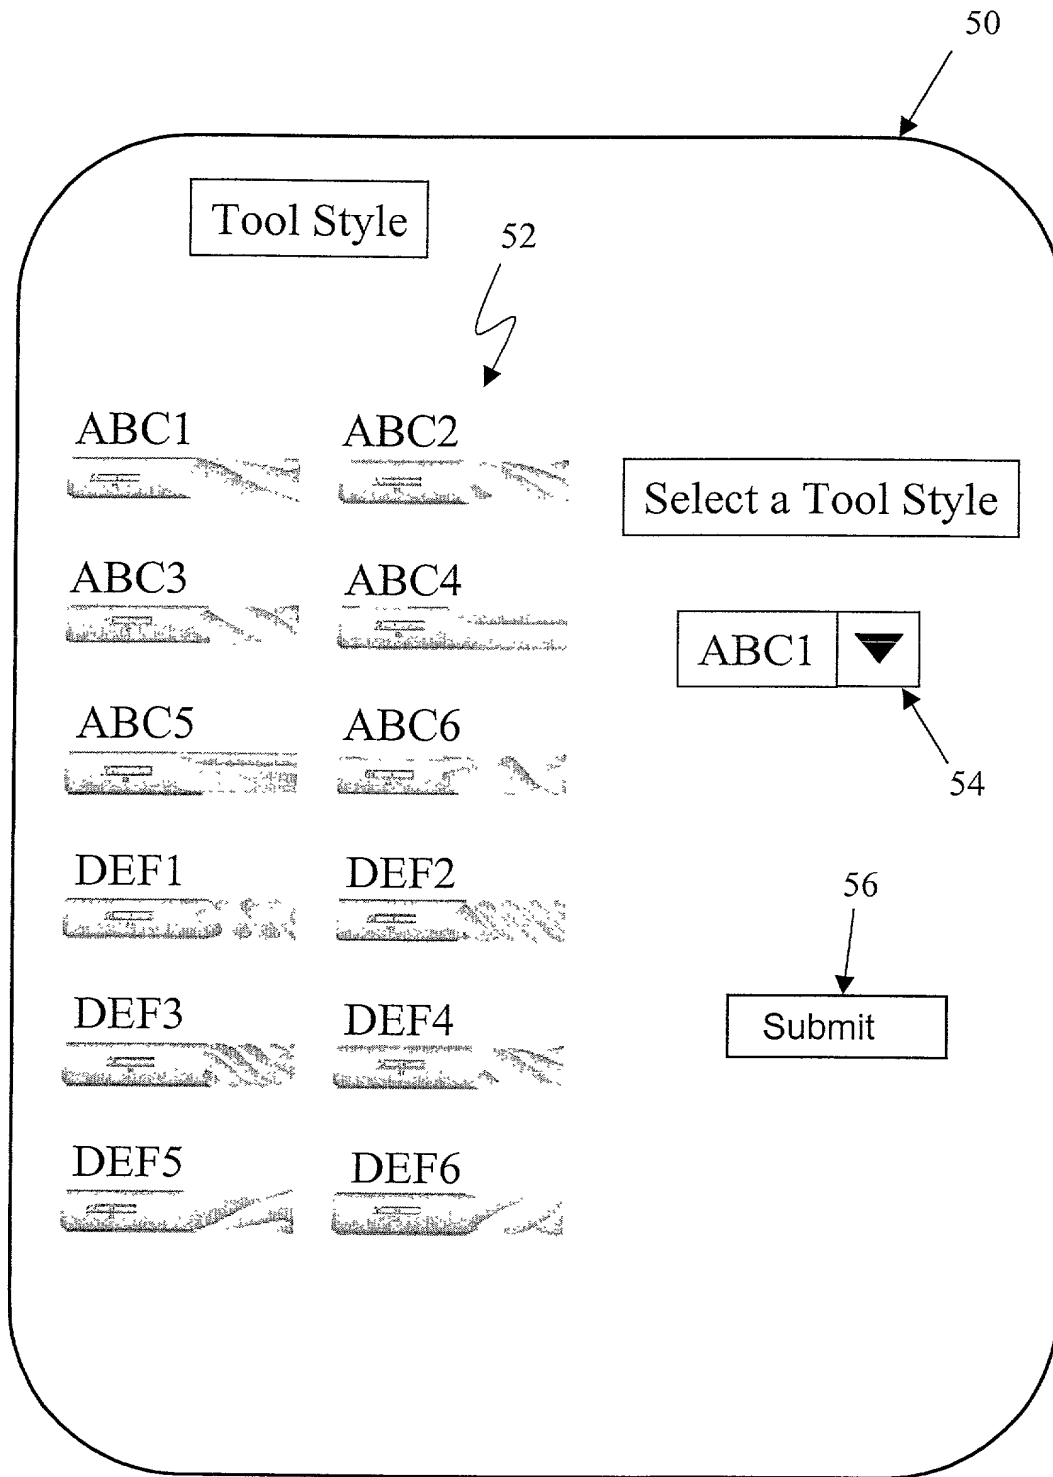 50
Tool Style
52
ABC1 ABC2
Select a Tool Style
ABC3 ABC4
ABC1
ABC5 ABC6
54
DEF1 DEF2
56
DEF3 DEF4
Submit
DEF5 DEF6